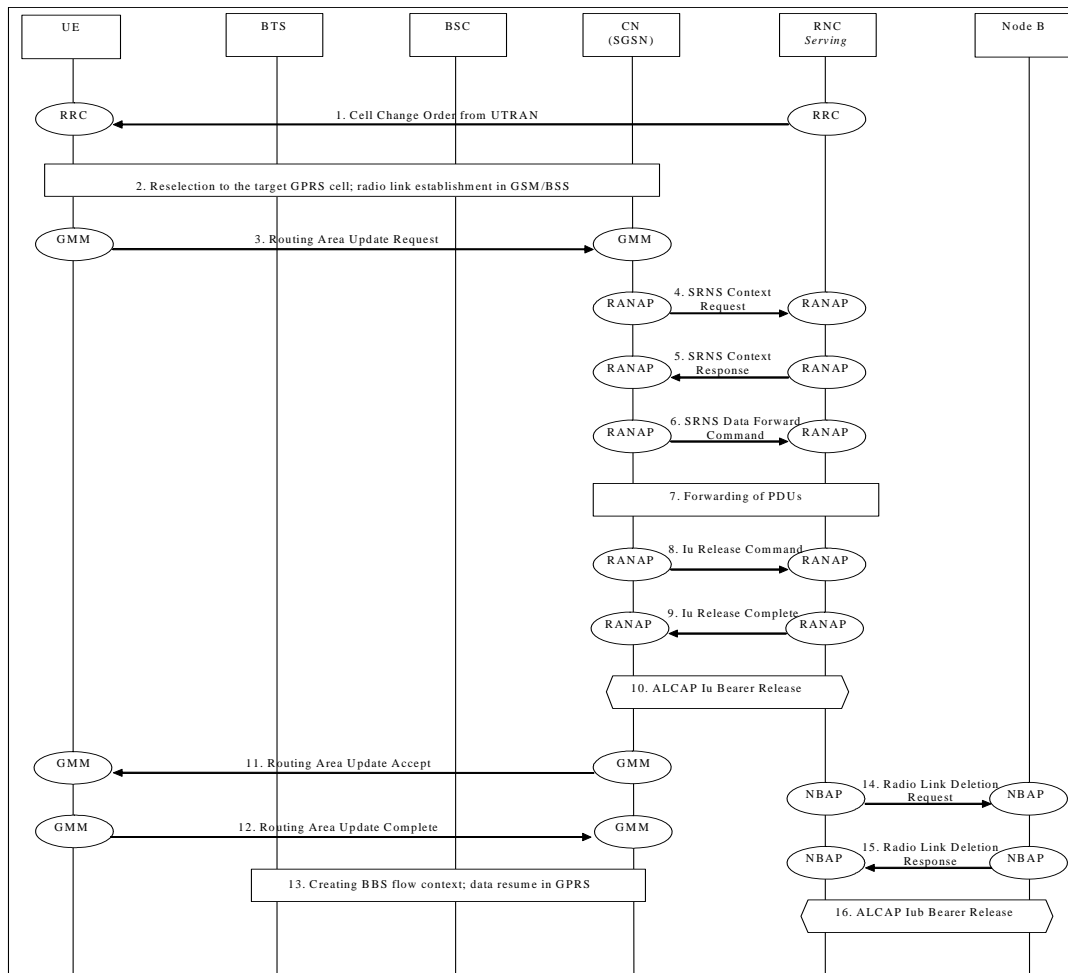 UE
BTS
BSC
CN
(SGSN)
RNC
Serving
Node B
RRC
1. Cell Change Order from UTRAN
RRC
2. Reselection to the target GPRS cell; radio link establishment in GSM/BSS
GMM
3. Routing Area Update Request
GMM
RANAP
4. SRNS Context
Request
RANAP
RANAP
5. SRNS Context
Response
RANAP
RANAP
6. SRNS Data Forward
Command
RANAP
7. Forwarding of PDUs
RANAP
8. Iu Release Command
RANAP
RANAP
9. Iu Release Complete
RANAP
10. ALCAP Iu Bearer Release
GMM
11. Routing Area Update Accept
GMM
NBAP
14. Radio Link Deletion
Request
NBAP
GMM
12. Routing Area Update Complete
GMM
NBAP
15. Radio Link Deletion
Response
NBAP
13. Creating BBS flow context; data resume in GPRS
16. ALCAP Iub Bearer Release